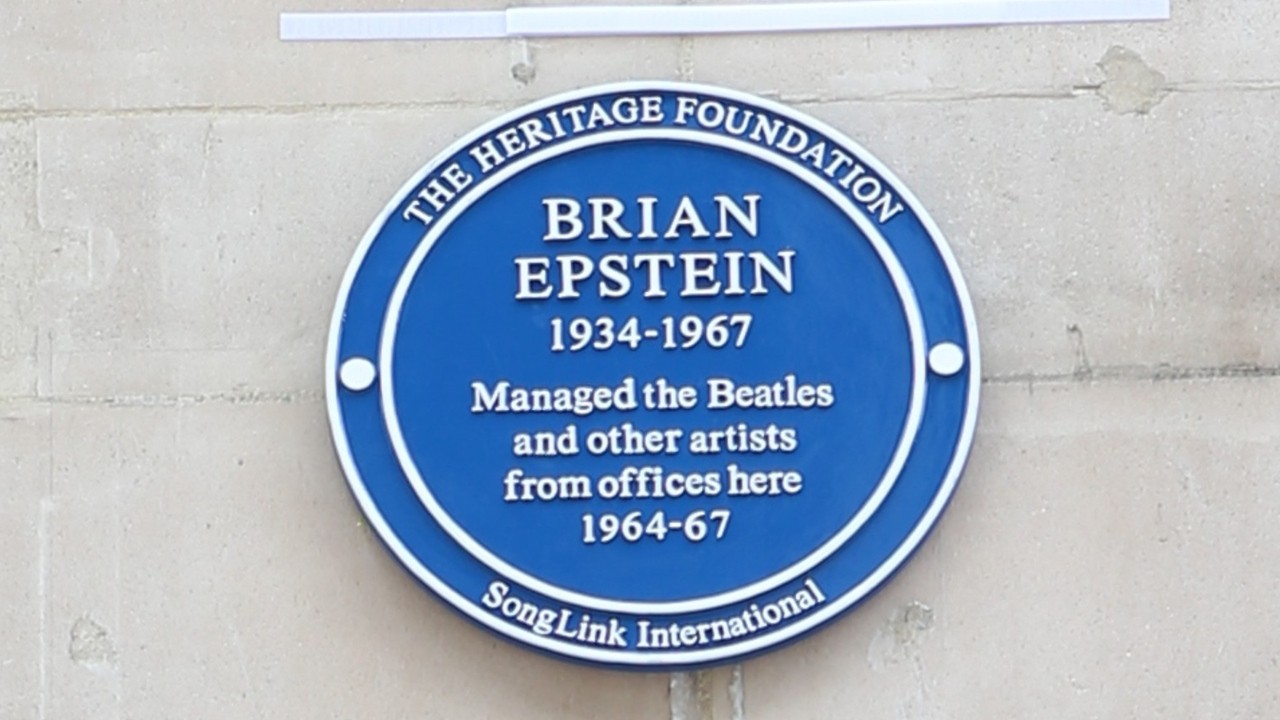 THE HERITAGE FOUNDATION
BRIAN
EPSTEIN
1934-1967
Managed the Beatles
and other artists
from offices here
1964-67
SongLink International